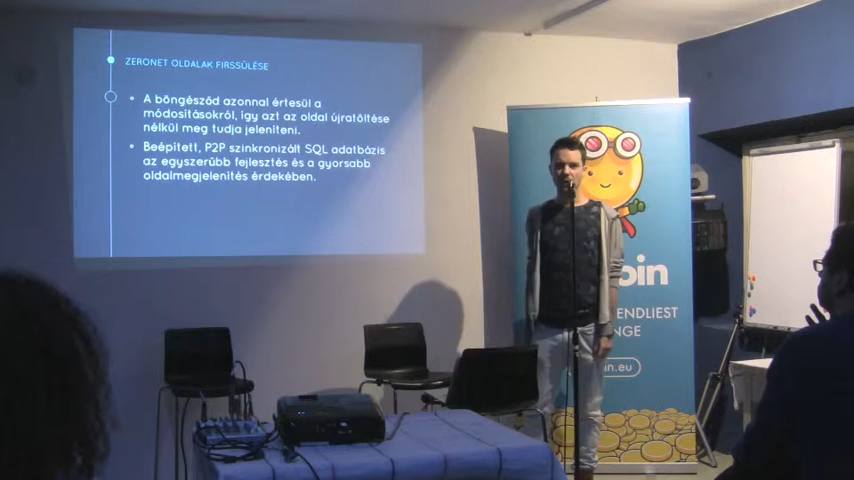 ZERONET OLDALAK FIRSSÜLÉSE
A böngésződ azonnal értesül a
módosításokról, így azt az oldal újratöltése
nélkül meg tudja jeleníteni.
Beépített, P2P szinkronizált SQL adatbázis
az egyszerűbb fejlesztés és a gyorsabb
oldalmegjelenítés érdekében.
oin
ENDLIEST
NGE
in.eu